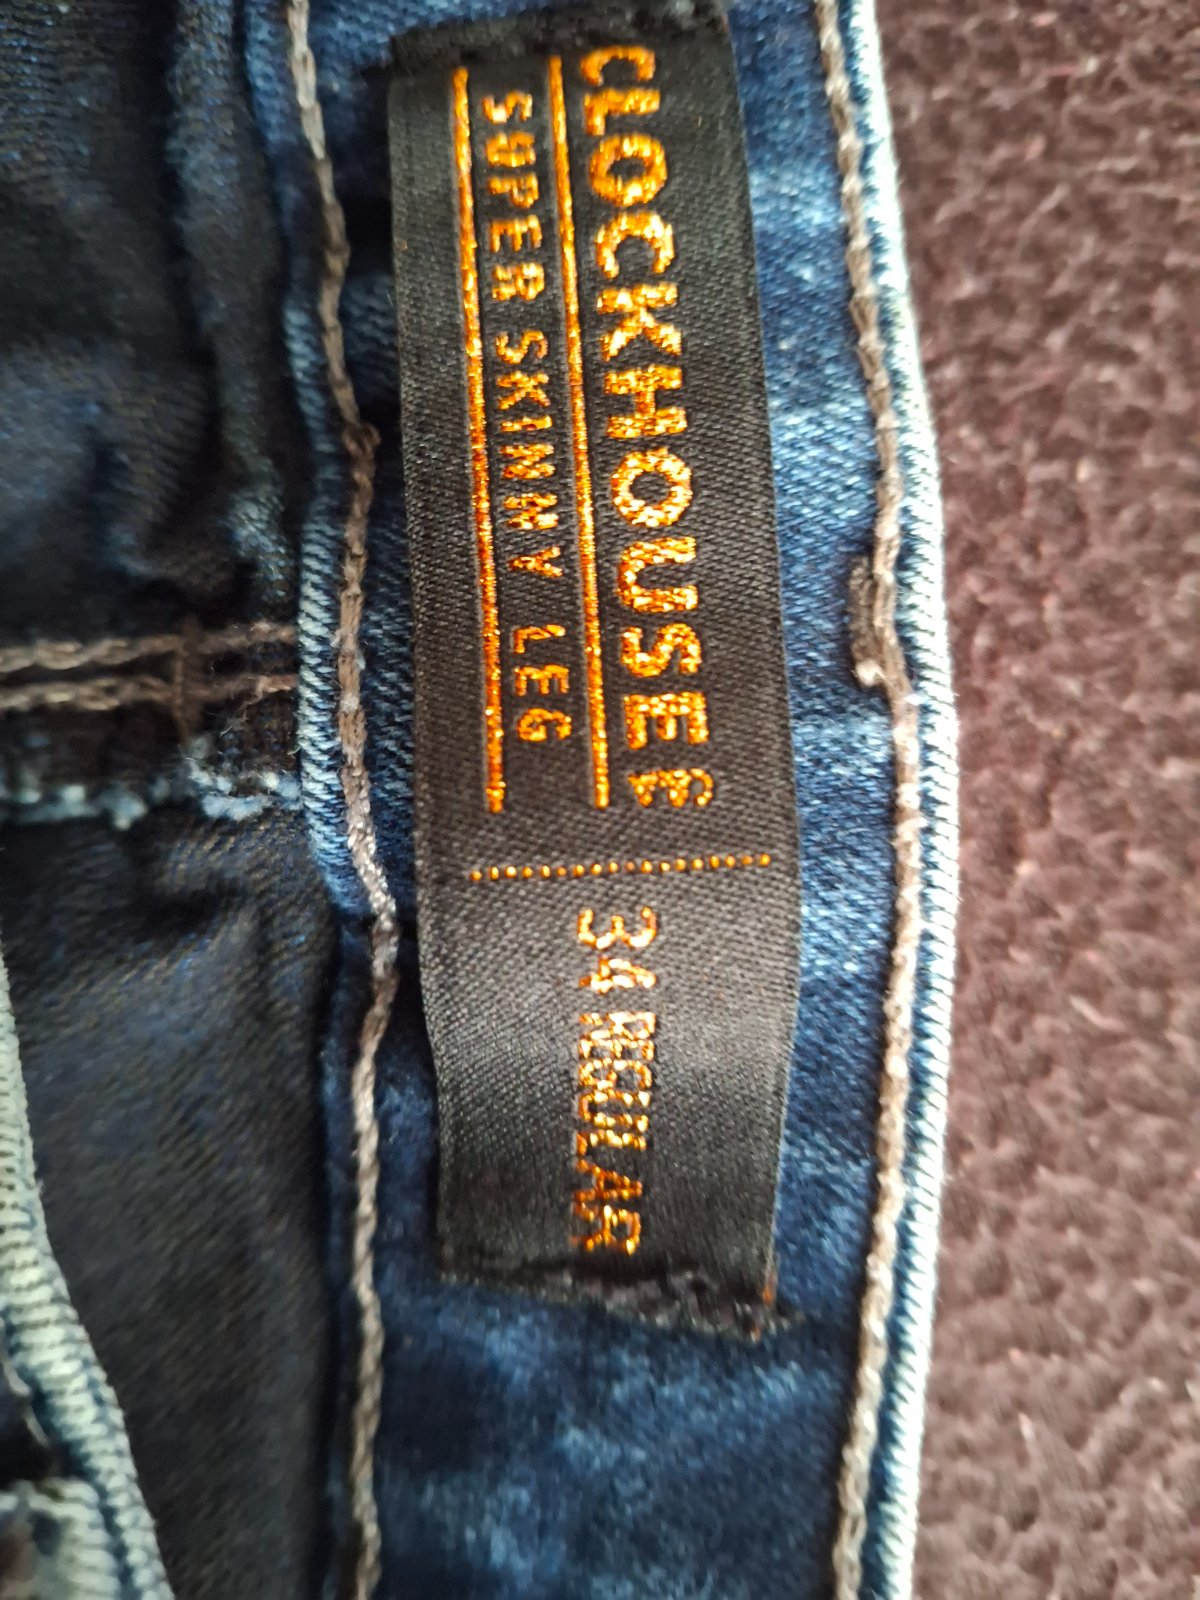 CLOCKHOUSE
SUPER SKINNY LEG
34 REGULAR